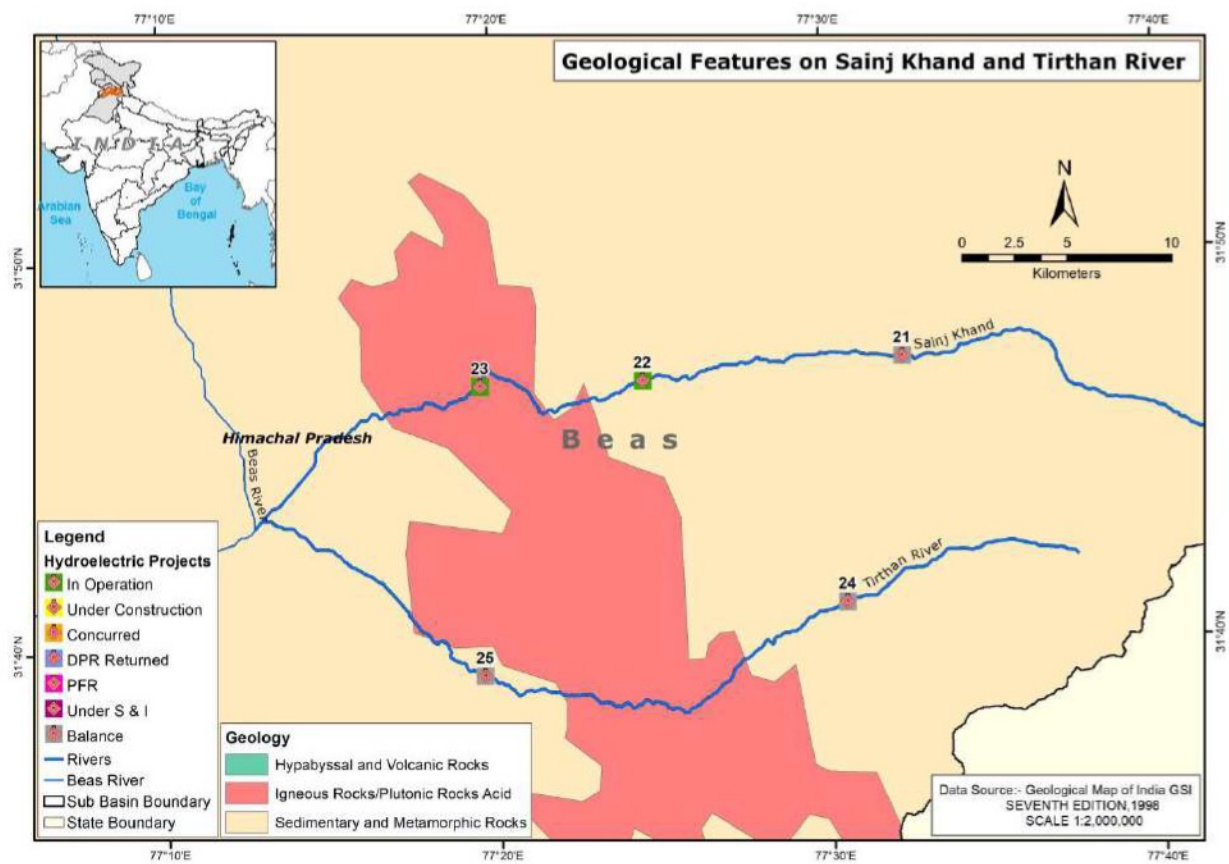 77°10'E
77°20'E
77°30'E
77°40'E
Geological Features on Sainj Khand and Tirthan River
INDIA
Arabian
Sea
Bay
of
Bengal
N
0 2.5 5 10
Kilometers
31°50'N
31°50'N
21
Sainj Khand
22
23
Himachal Pradesh
Beas
Beas River
24
Tirthan River
25
31°40'N
31°40'N
Legend
Hydroelectric Projects
In Operation
Under Construction
Concurred
DPR Returned
PFR
Under S & I
Balance
Rivers
Beas River
Sub Basin Boundary
State Boundary
Geology
Hypabyssal and Volcanic Rocks
Igneous Rocks/Plutonic Rocks Acid
Sedimentary and Metamorphic Rocks
Data Source:- Geological Map of India GSI
SEVENTH EDITION,1998
SCALE 1:2,000,000
77°10'E
77°20'E
77°30'E
77°40'E